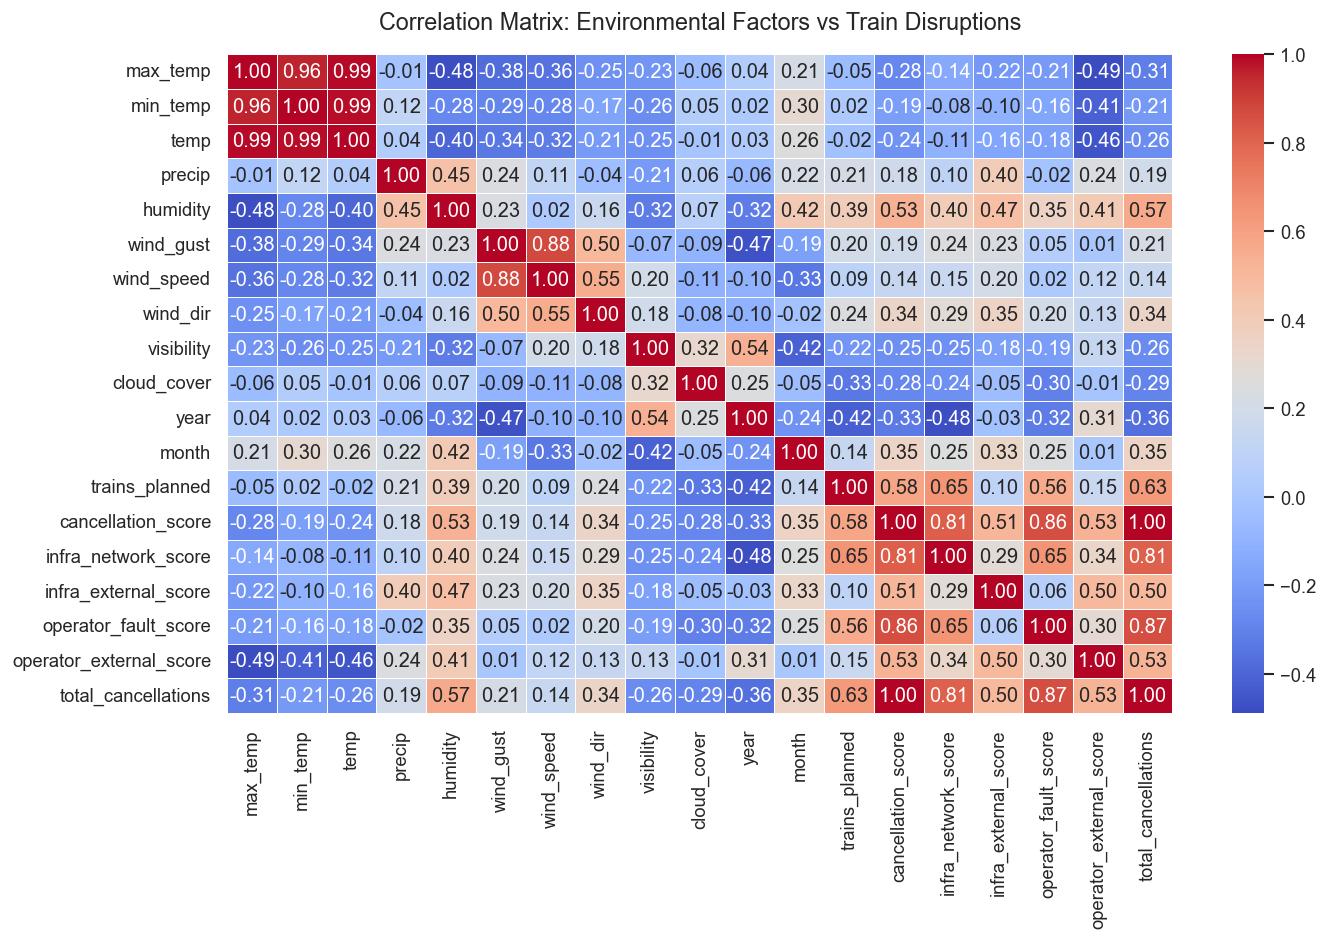 Correlation Matrix: Environmental Factors vs Train Disruptions
max_temp 1.00 0.96 0.99 -0.01 -0.48 -0.38 -0.36 -0.25 -0.23 -0.06 0.04 0.21 -0.05 -0.28 -0.14 -0.22 -0.21 -0.49 -0.31
min_temp 0.96 1.00 0.99 0.12 -0.28 -0.29 -0.28 -0.17 -0.26 0.05 0.02 0.30 0.02 -0.19 -0.08 -0.10 -0.16 -0.41 -0.21
temp 0.99 0.99 1.00 0.04 -0.40 -0.34 -0.32 -0.21 -0.25 -0.01 0.03 0.26 -0.02 -0.24 -0.11 -0.16 -0.18 -0.46 -0.26
precip -0.01 0.12 0.04 1.00 0.45 0.24 0.11 -0.04 -0.21 0.06 -0.06 0.22 0.21 0.18 0.10 0.40 -0.02 0.24 0.19
humidity -0.48 -0.28 -0.40 0.45 1.00 0.23 0.02 0.16 -0.32 0.07 -0.32 0.42 0.39 0.53 0.40 0.47 0.35 0.41 0.57
wind_gust -0.38 -0.29 -0.34 0.24 0.23 1.00 0.88 0.50 -0.07 -0.09 -0.47 -0.19 0.20 0.19 0.24 0.23 0.05 0.01 0.21
wind_speed -0.36 -0.28 -0.32 0.11 0.02 0.88 1.00 0.55 0.20 -0.11 -0.10 -0.33 0.09 0.14 0.15 0.20 0.02 0.12 0.14
wind_dir -0.25 -0.17 -0.21 -0.04 0.16 0.50 0.55 1.00 0.18 -0.08 -0.10 -0.02 0.24 0.34 0.29 0.35 0.20 0.13 0.34
visibility -0.23 -0.26 -0.25 -0.21 -0.32 -0.07 0.20 0.18 1.00 0.32 0.54 -0.42 -0.22 -0.25 -0.25 -0.18 -0.19 0.13 -0.26
cloud_cover -0.06 0.05 -0.01 0.06 0.07 -0.09 -0.11 -0.08 0.32 1.00 0.25 -0.05 -0.33 -0.28 -0.24 -0.05 -0.30 -0.01 -0.29
year 0.04 0.02 0.03 -0.06 -0.32 -0.47 -0.10 -0.10 0.54 0.25 1.00 -0.24 -0.42 -0.33 -0.48 -0.03 -0.32 0.31 -0.36
month 0.21 0.30 0.26 0.22 0.42 -0.19 -0.33 -0.02 -0.42 -0.05 -0.24 1.00 0.14 0.35 0.25 0.33 0.25 0.01 0.35
trains_planned -0.05 0.02 -0.02 0.21 0.39 0.20 0.09 0.24 -0.22 -0.33 -0.42 0.14 1.00 0.58 0.65 0.10 0.56 0.15 0.63
cancellation_score -0.28 -0.19 -0.24 0.18 0.53 0.19 0.14 0.34 -0.25 -0.28 -0.33 0.35 0.58 1.00 0.81 0.51 0.86 0.53 1.00
infra_network_score -0.14 -0.08 -0.11 0.10 0.40 0.24 0.15 0.29 -0.25 -0.24 -0.48 0.25 0.65 0.81 1.00 0.29 0.65 0.34 0.81
infra_external_score -0.22 -0.10 -0.16 0.40 0.47 0.23 0.20 0.35 -0.18 -0.05 -0.03 0.33 0.10 0.51 0.29 1.00 0.06 0.50 0.50
operator_fault_score -0.21 -0.16 -0.18 -0.02 0.35 0.05 0.02 0.20 -0.19 -0.30 -0.32 0.25 0.56 0.86 0.65 0.06 1.00 0.30 0.87
operator_external_score -0.49 -0.41 -0.46 0.24 0.41 0.01 0.12 0.13 0.13 -0.01 0.31 0.01 0.15 0.53 0.34 0.50 0.30 1.00 0.53
total_cancellations -0.31 -0.21 -0.26 0.19 0.57 0.21 0.14 0.34 -0.26 -0.29 -0.36 0.35 0.63 1.00 0.81 0.50 0.87 0.53 1.00
max_temp min_temp temp precip humidity wind_gust wind_speed wind_dir visibility cloud_cover year month trains_planned cancellation_score infra_network_score infra_external_score operator_fault_score operator_external_score total_cancellations
1.0
0.8
0.6
0.4
0.2
0.0
−0.2
−0.4